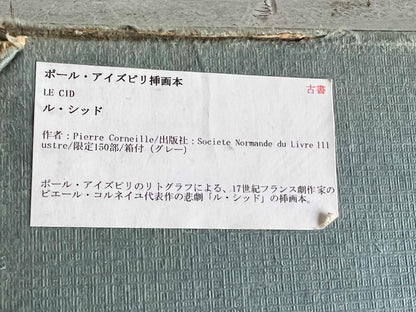 ポール・アイズピリ挿画本
古書
LE CID
ル・シッド
作者：Pierre Corneille/出版社：Societe Normande du Livre Ill
ustre/限定150部/箱付（グレー）
ポール・アイズピリのリトグラフによる、17世紀フランス劇作家の
ピエール・コルネイユ代表作の悲劇「ル・シッド」の挿画本。